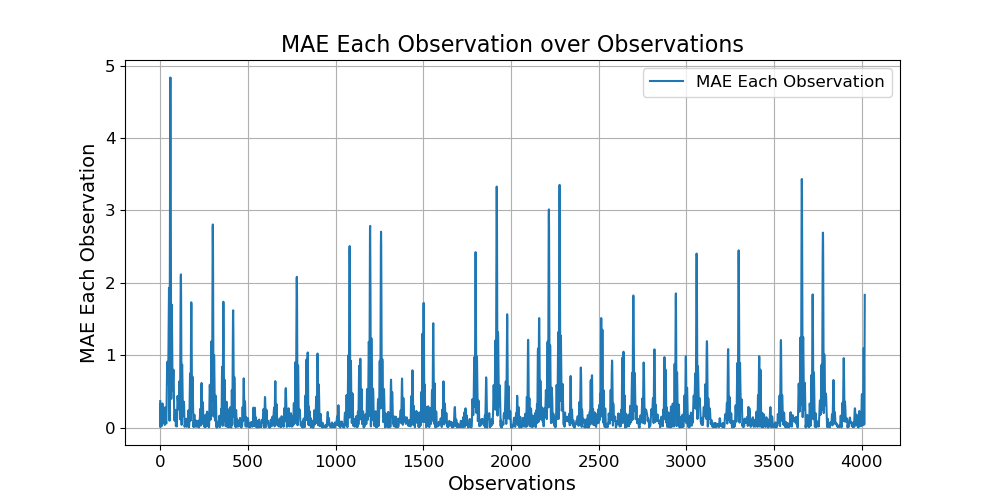 MAE Each Observation over Observations
MAE Each Observation
5
4
3
2
1
0
MAE Each Observation
0 500 1000 1500 2000 2500 3000 3500 4000
Observations